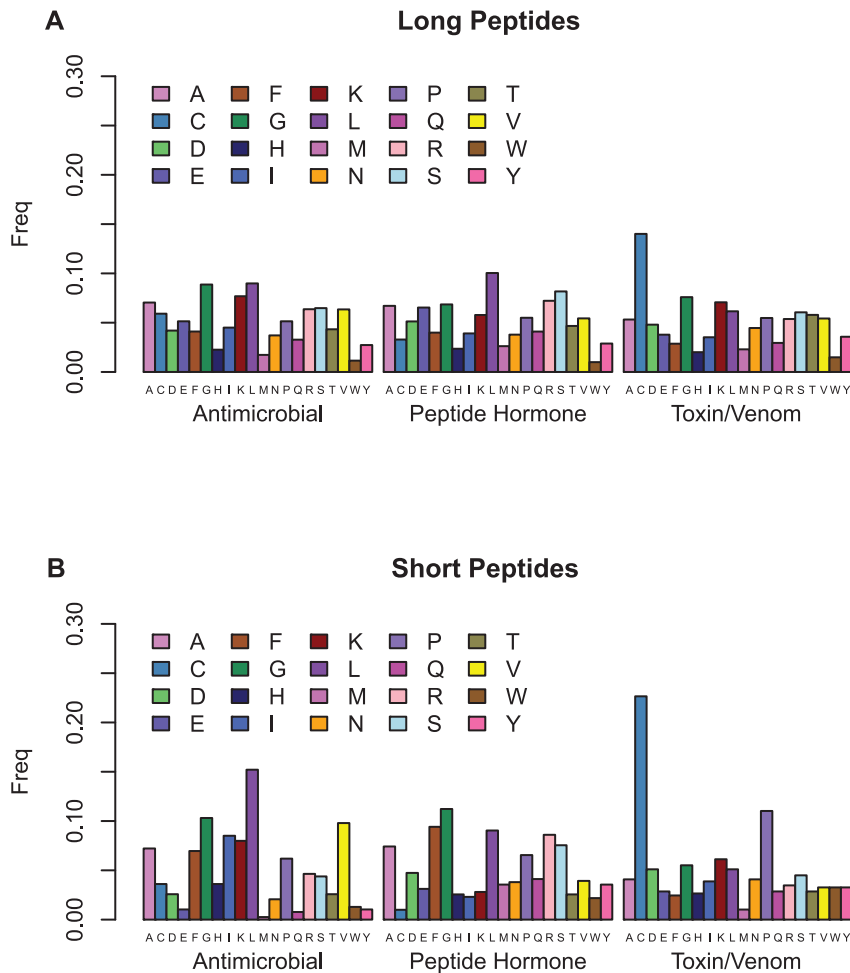 A Long Peptides
0.30
0.20
0.10
0.00
Freq
A F K P T
C G L Q V
D H M R W
E I N S Y
A C D E F G H I K L M N P Q R S T V W Y A C D E F G H I K L M N P Q R S T V W Y A C D E F G H I K L M N P Q R S T V W Y
Antimicrobial Peptide Hormone Toxin/Venom
B Short Peptides
0.30
0.20
0.10
0.00
Freq
A F K P T
C G L Q V
D H M R W
E I N S Y
A C D E F G H I K L M N P Q R S T V W Y A C D E F G H I K L M N P Q R S T V W Y A C D E F G H I K L M N P Q R S T V W Y
Antimicrobial Peptide Hormone Toxin/Venom